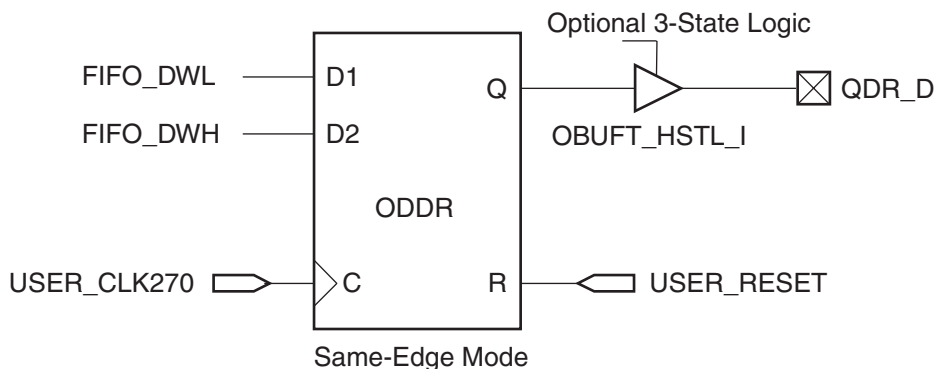 Optional 3-State Logic
FIFO_DWL
D1
Q
QDR_D
FIFO_DWH
D2
OBUFT_HSTL_I
ODDR
USER_CLK270
C
R
USER_RESET
Same-Edge Mode